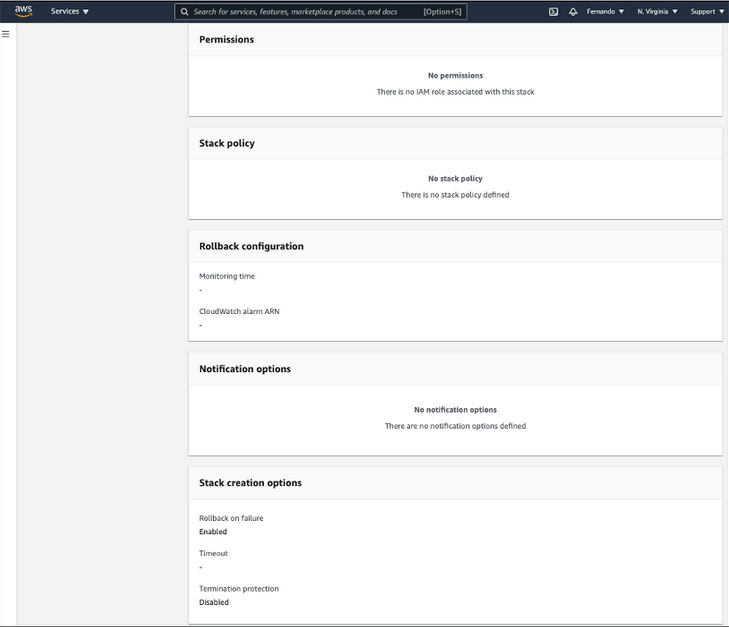 aws Services Search for services, features, marketplace products, and docs [Option+S] Fernando N. Virginia Support
Permissions
No permissions
There is no IAM role associated with this stack
Stack policy
No stack policy
There is no stack policy defined
Rollback configuration
Monitoring time
-
CloudWatch alarm ARN
-
Notification options
No notification options
There are no notification options defined
Stack creation options
Rollback on failure
Enabled
Timeout
-
Termination protection
Disabled